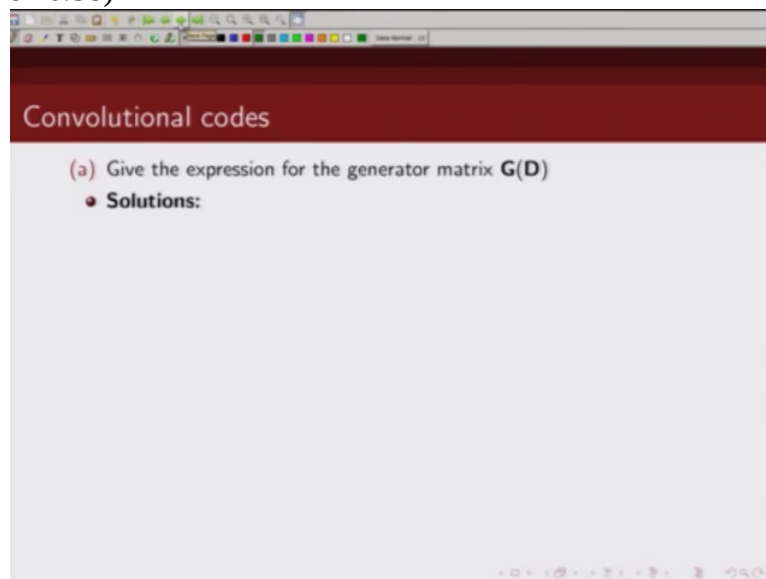 Convolutional codes
(a) Give the expression for the generator matrix G(D)
• Solutions: